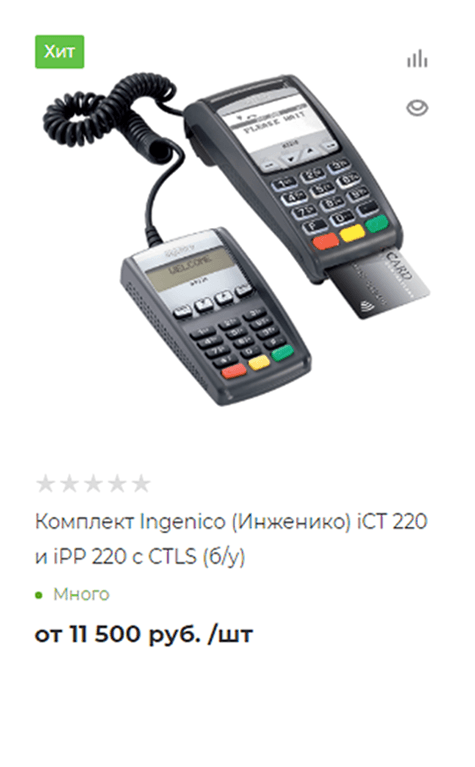 Хит
PLEASE WAIT
WELCOME
CARD
Комплект Ingenico (Инженико) iCT 220
и iPP 220 с CTLS (б/у)
Много
от 11 500 руб. /шт